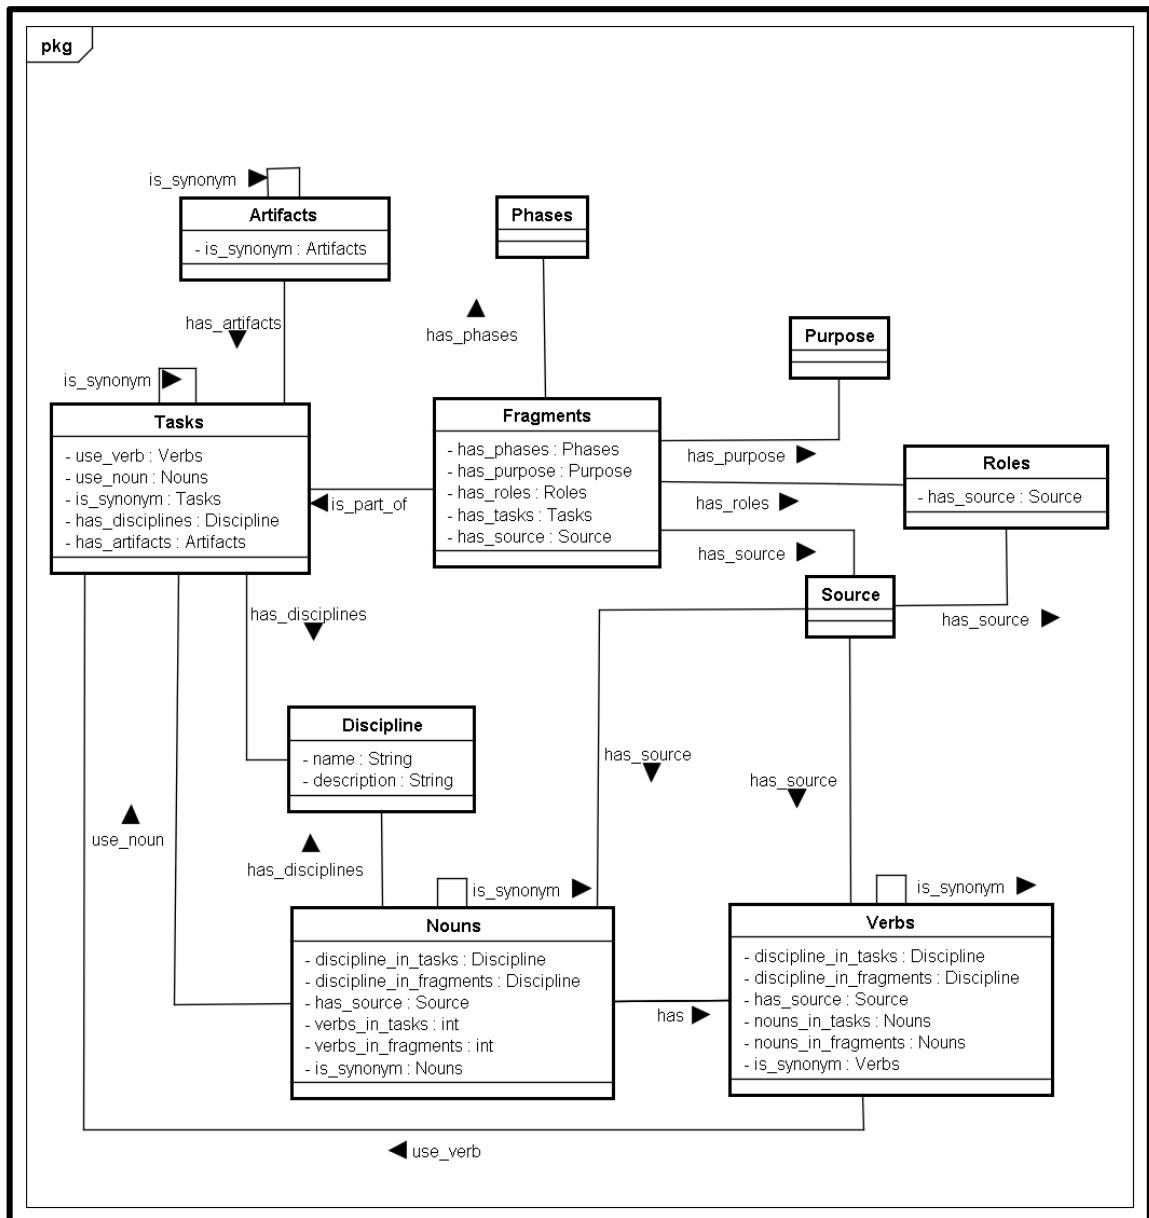 pkg
is_synonym
Artifacts
- is_synonym : Artifacts
Phases
has_artifacts
has_phases
Purpose
is_synonym
Tasks
- use_verb : Verbs
- use_noun : Nouns
- is_synonym : Tasks
- has_disciplines : Discipline
- has_artifacts : Artifacts
Fragments
- has_phases : Phases
- has_purpose : Purpose
- has_roles : Roles
- has_tasks : Tasks
- has_source : Source
has_purpose
Roles
- has_source : Source
is_part_of
has_roles
has_source
Source
has_source
has_disciplines
Discipline
- name : String
- description : String
has_source
has_source
use_noun
has_disciplines
is_synonym
is_synonym
Nouns
- discipline_in_tasks : Discipline
- discipline_in_fragments : Discipline
- has_source : Source
- verbs_in_tasks : int
- verbs_in_fragments : int
- is_synonym : Nouns
has
Verbs
- discipline_in_tasks : Discipline
- discipline_in_fragments : Discipline
- has_source : Source
- nouns_in_tasks : Nouns
- nouns_in_fragments : Nouns
- is_synonym : Verbs
use_verb